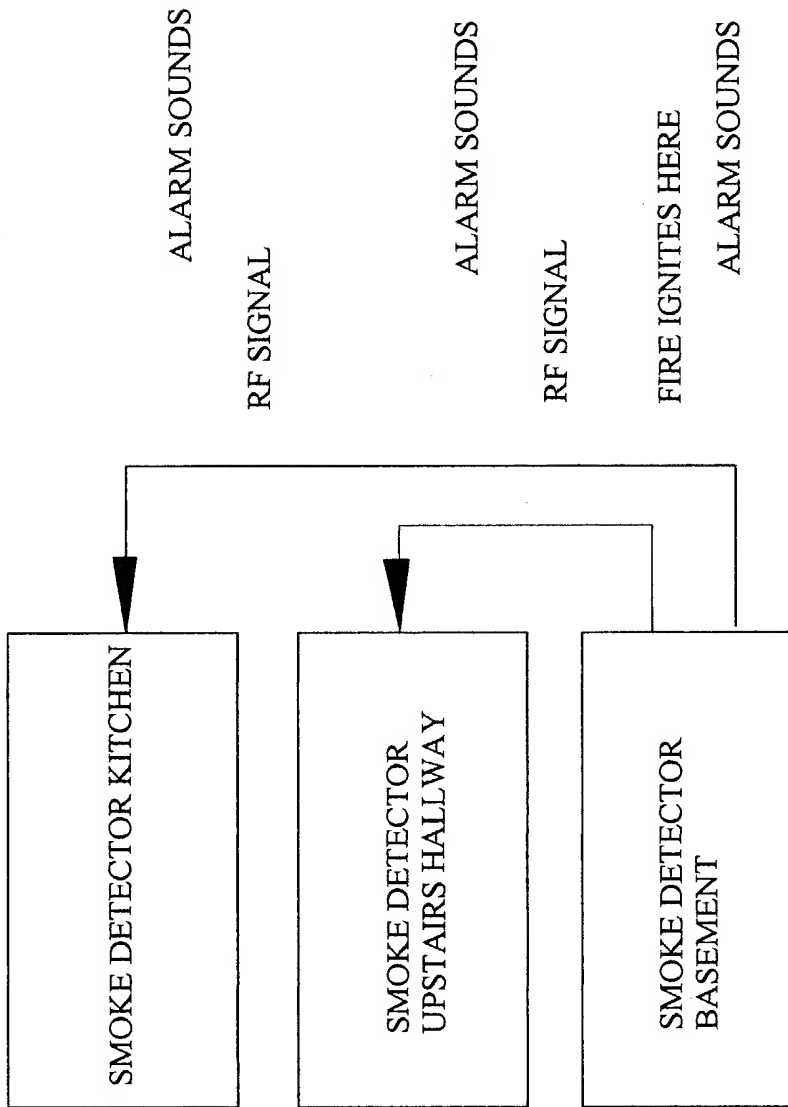 SMOKE DETECTOR KITCHEN
ALARM SOUNDS
RF SIGNAL
SMOKE DETECTOR
UPSTAIRS HALLWAY
ALARM SOUNDS
RF SIGNAL
SMOKE DETECTOR
BASEMENT
FIRE IGNITES HERE
ALARM SOUNDS